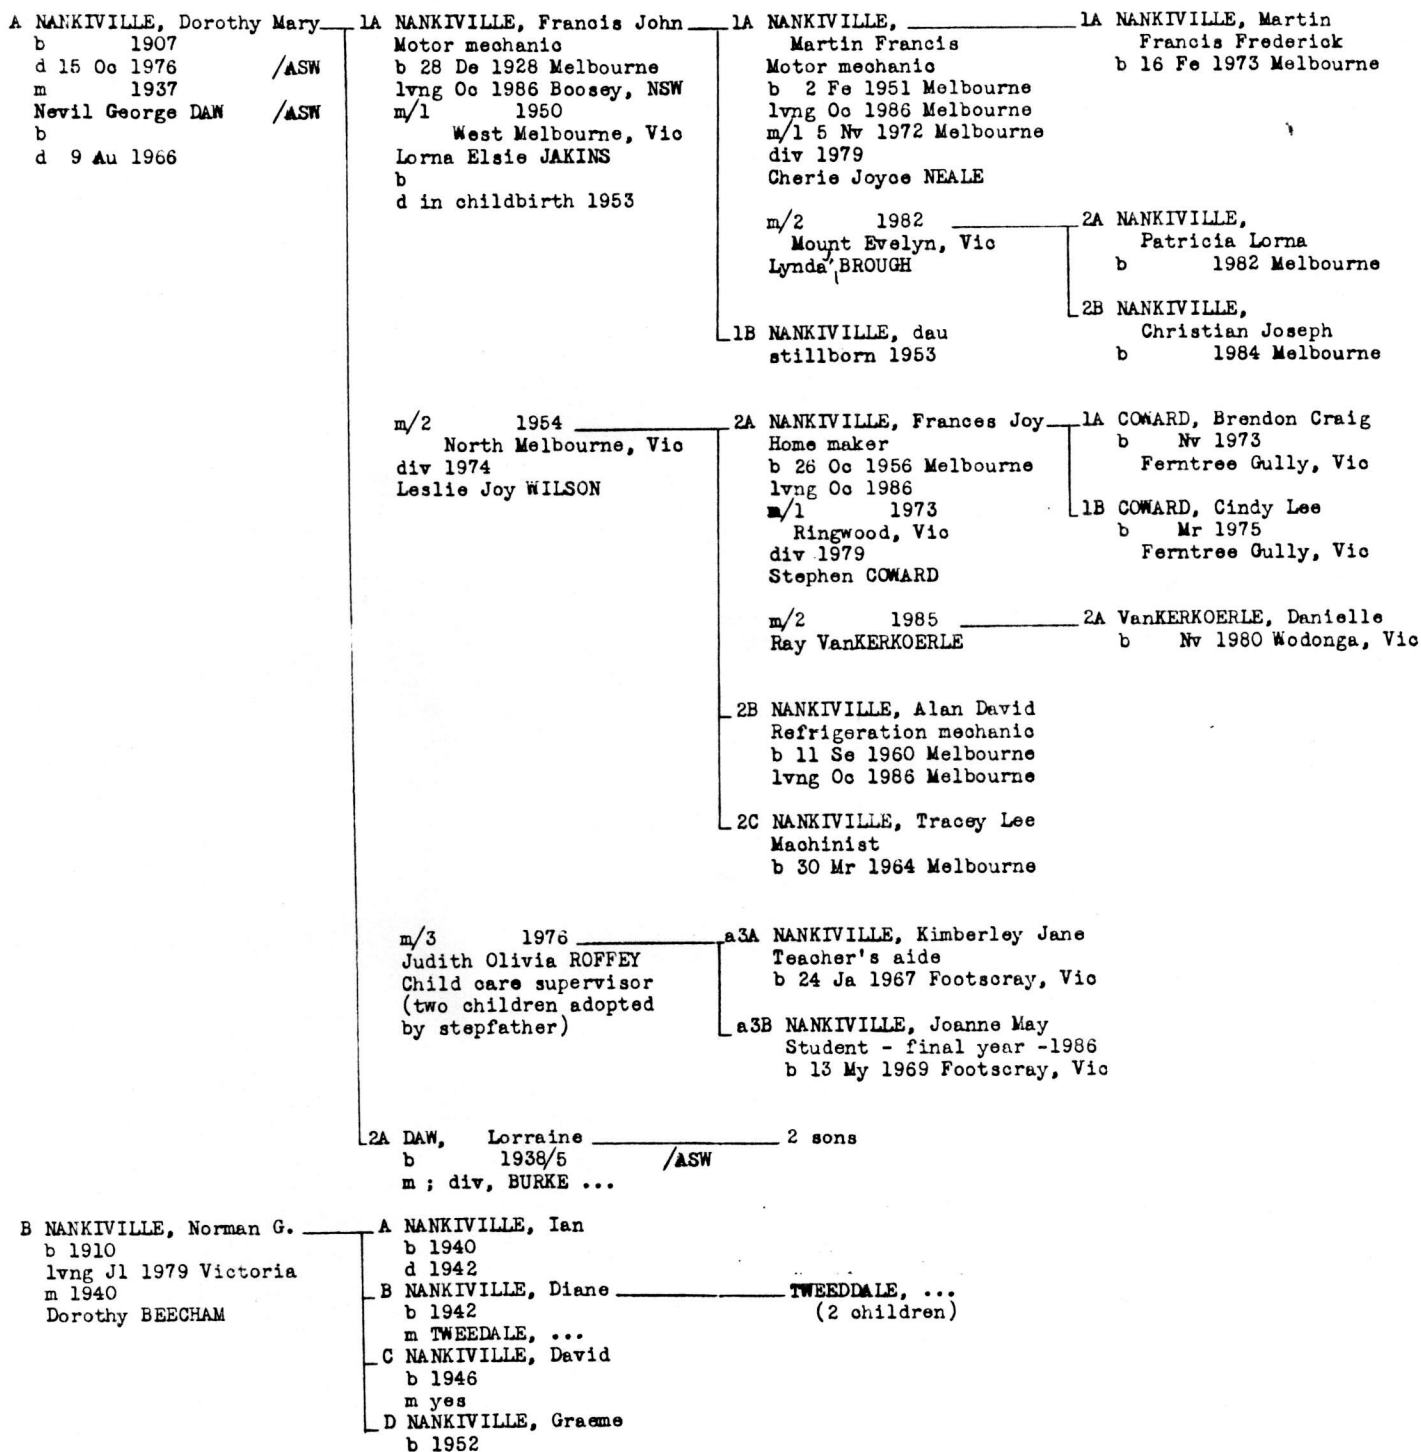 A NANKIVILLE, Dorothy Mary
b 1907
d 15 Oc 1976 /ASW
m 1937
Nevil George DAW /ASW
b
d 9 Au 1966
1A NANKIVILLE, Francis John
Motor mechanic
b 28 De 1928 Melbourne
lvng Oc 1986 Boosey, NSW
m/1 1950
West Melbourne, Vic
Lorna Elsie JAKINS
b
d in childbirth 1953
1A NANKIVILLE,
Martin Francis
Motor mechanic
b 2 Fe 1951 Melbourne
lvng Oc 1986 Melbourne
m/1 5 Nv 1972 Melbourne
div 1979
Cherie Joyce NEALE
1A NANKIVILLE, Martin
Francis Frederick
b 16 Fe 1973 Melbourne
m/2 1982
Mount Evelyn, Vic
Lynda BROUGH
2A NANKIVILLE,
Patricia Lorna
b 1982 Melbourne
2B NANKIVILLE,
Christian Joseph
b 1984 Melbourne
1B NANKIVILLE, dau
stillborn 1953
m/2 1954
North Melbourne, Vic
div 1974
Leslie Joy WILSON
2A NANKIVILLE, Frances Joy
Home maker
b 26 Oc 1956 Melbourne
lvng Oc 1986
m/1 1973
Ringwood, Vic
div 1979
Stephen COWARD
1A COWARD, Brendon Craig
b Nv 1973
Ferntree Gully, Vic
1B COWARD, Cindy Lee
b Mr 1975
Ferntree Gully, Vic
m/2 1985
Ray VanKERKOERLE
2A VanKERKOERLE, Danielle
b Nv 1980 Wodonga, Vic
2B NANKIVILLE, Alan David
Refrigeration mechanic
b 11 Se 1960 Melbourne
lvng Oc 1986 Melbourne
2C NANKIVILLE, Tracey Lee
Machinist
b 30 Mr 1964 Melbourne
m/3 1976
Judith Olivia ROFFEY
Child care supervisor
(two children adopted
by stepfather)
a3A NANKIVILLE, Kimberley Jane
Teacher's aide
b 24 Ja 1967 Footscray, Vic
a3B NANKIVILLE, Joanne May
Student - final year -1986
b 13 My 1969 Footscray, Vic
2A DAW, Lorraine
b 1938/5 /ASW
m ; div, BURKE ...
2 sons
B NANKIVILLE, Norman G.
b 1910
lvng Jl 1979 Victoria
m 1940
Dorothy BEECHAM
A NANKIVILLE, Ian
b 1940
d 1942
B NANKIVILLE, Diane
b 1942
m TWEEDALE, ...
TWEEDDALE, ...
(2 children)
C NANKIVILLE, David
b 1946
m yes
D NANKIVILLE, Graeme
b 1952